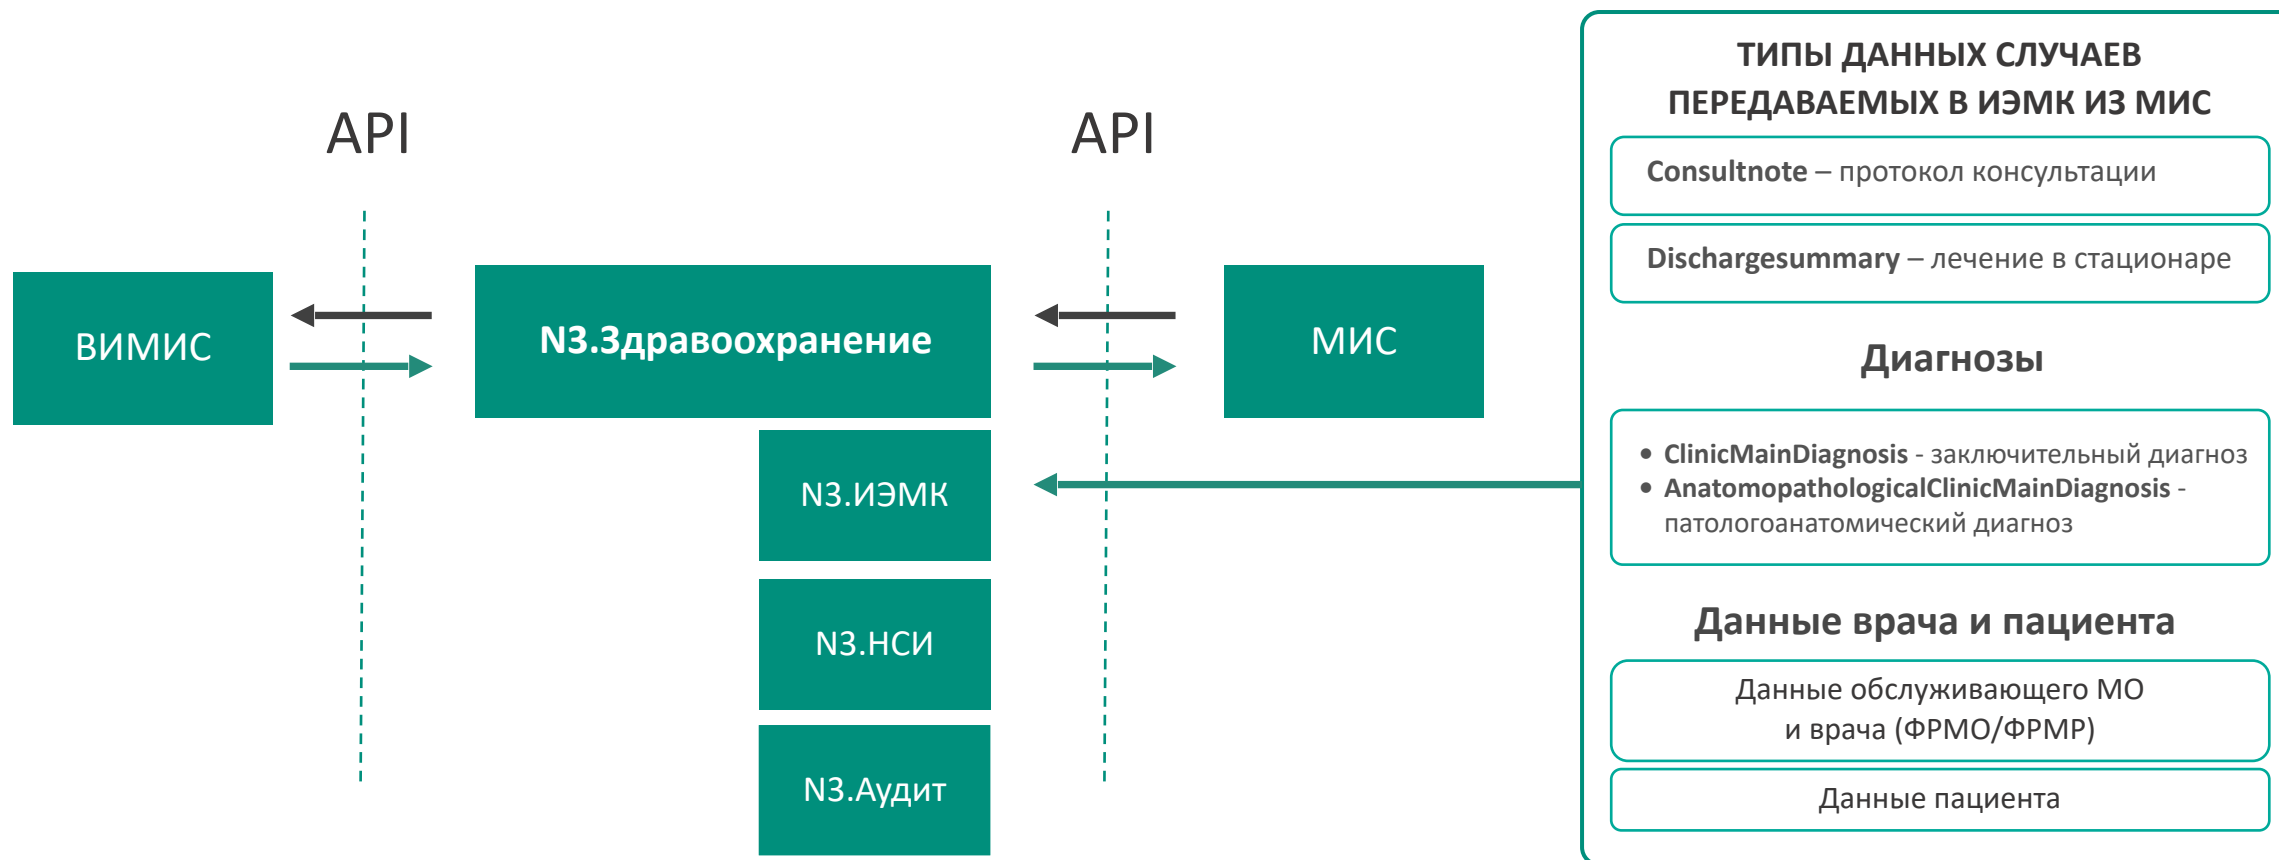 API
API
ВИМИС
N3.Здравоохранение
МИС
N3.ИЭМК
N3.НСИ
N3.Аудит
ТИПЫ ДАННЫХ СЛУЧАЕВ
ПЕРЕДАВАЕМЫХ В ИЭМК ИЗ МИС
Consultnote – протокол консультации
Dischargesummary – лечение в стационаре
Диагнозы
• ClinicMainDiagnosis - заключительный диагноз
• AnatomopathologicalClinicMainDiagnosis -
патологоанатомический диагноз
Данные врача и пациента
Данные обслуживающего МО
и врача (ФРМО/ФРМР)
Данные пациента